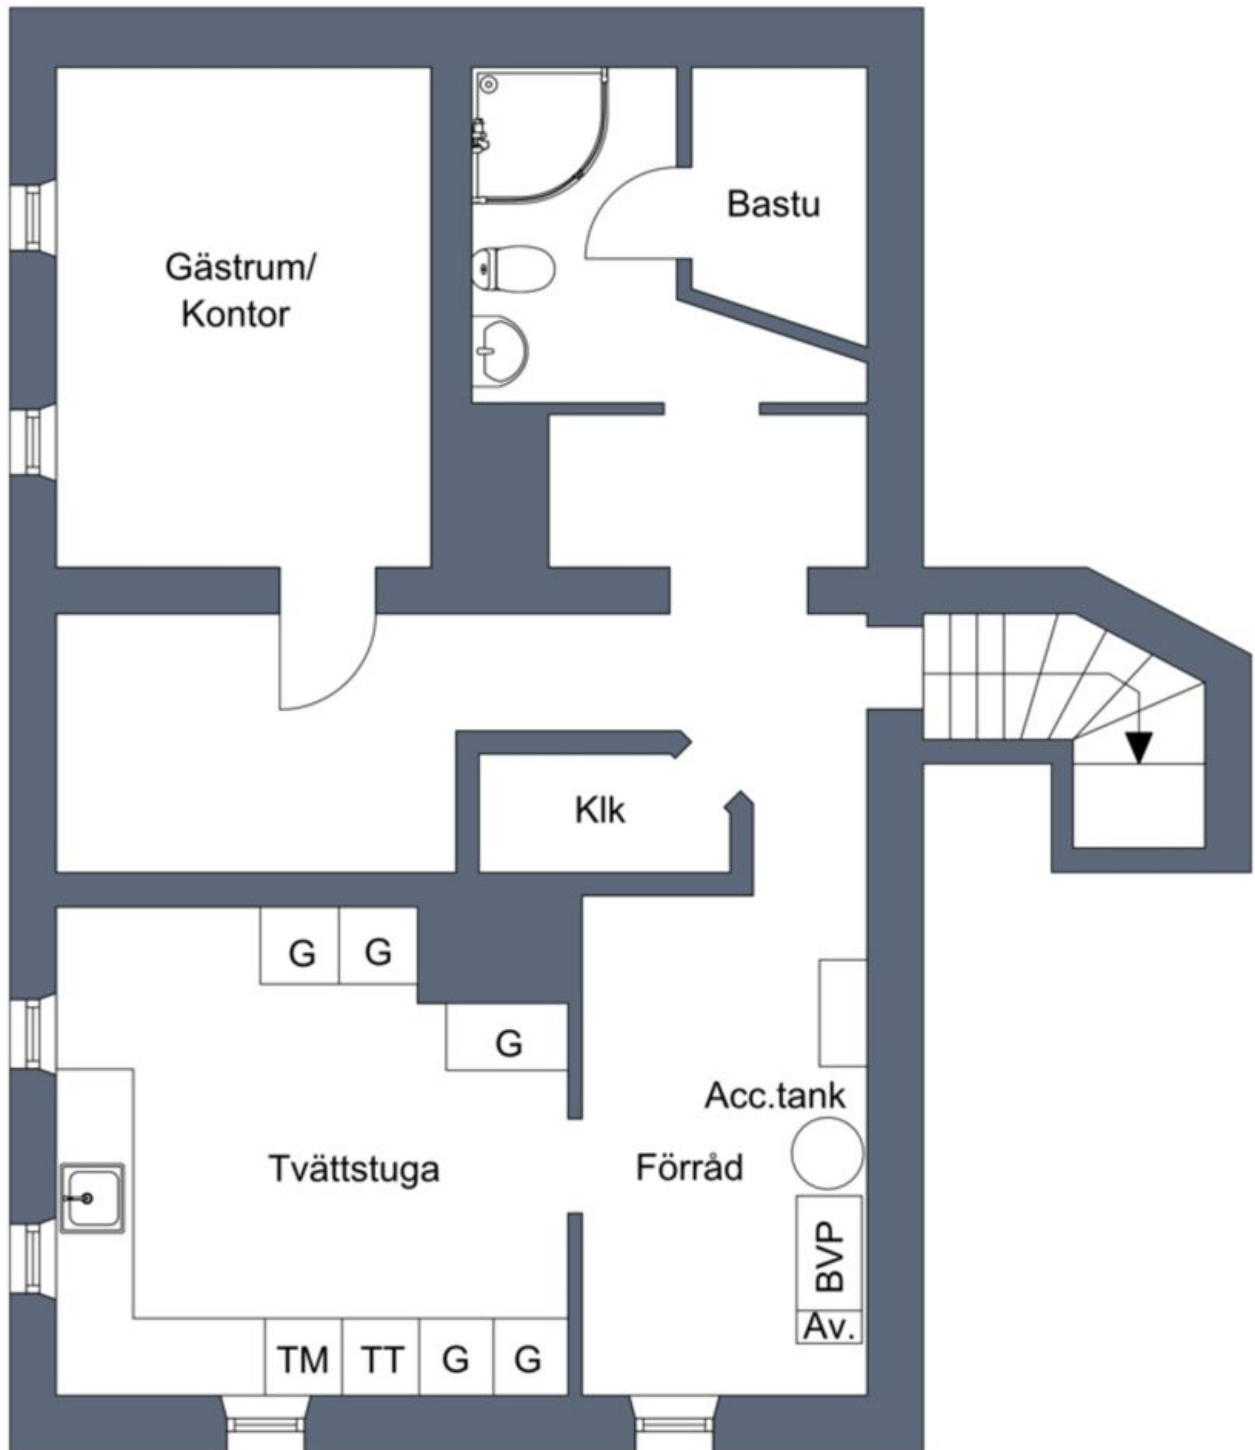 Bastu
Gästrum/
Kontor
Klk
G
G
G
Acc.tank
Tvättstuga
Förråd
BVP
Av.
TM
TT
G
G